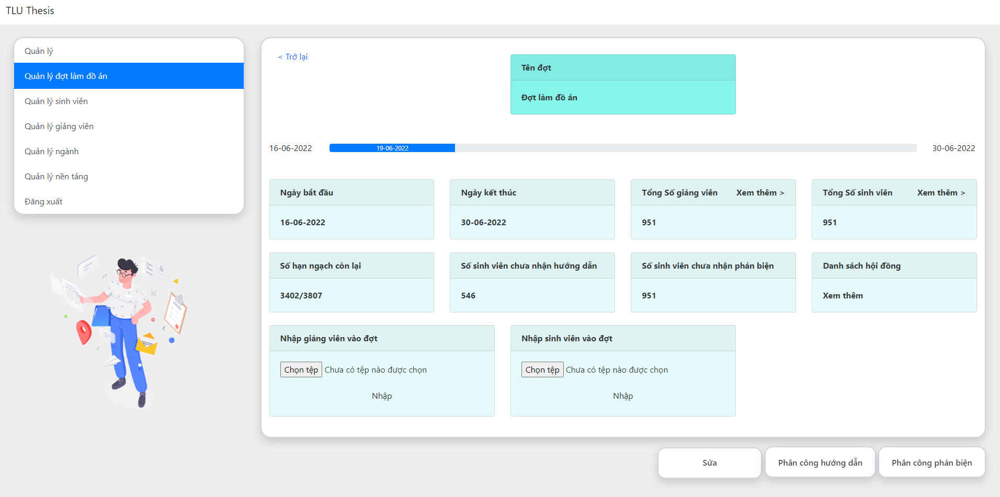 TLU Thesis
Quản lý
Quản lý đợt làm đồ án
Quản lý sinh viên
Quản lý giảng viên
Quản lý ngành
Quản lý nền tảng
Đăng xuất
< Trở lại
Tên đợt
Đợt làm đồ án
16-06-2022
19-06-2022
30-06-2022
Ngày bắt đầu
16-06-2022
Ngày kết thúc
30-06-2022
Tổng Số giảng viên Xem thêm >
951
Tổng Số sinh viên Xem thêm >
951
Số hạn ngạch còn lại
3402/3807
Số sinh viên chưa nhận hướng dẫn
546
Số sinh viên chưa nhận phản biện
951
Danh sách hội đồng
Xem thêm
Nhập giảng viên vào đợt
Chọn tệp Chưa có tệp nào được chọn
Nhập
Nhập sinh viên vào đợt
Chọn tệp Chưa có tệp nào được chọn
Nhập
Sửa
Phân công hướng dẫn
Phân công phản biện